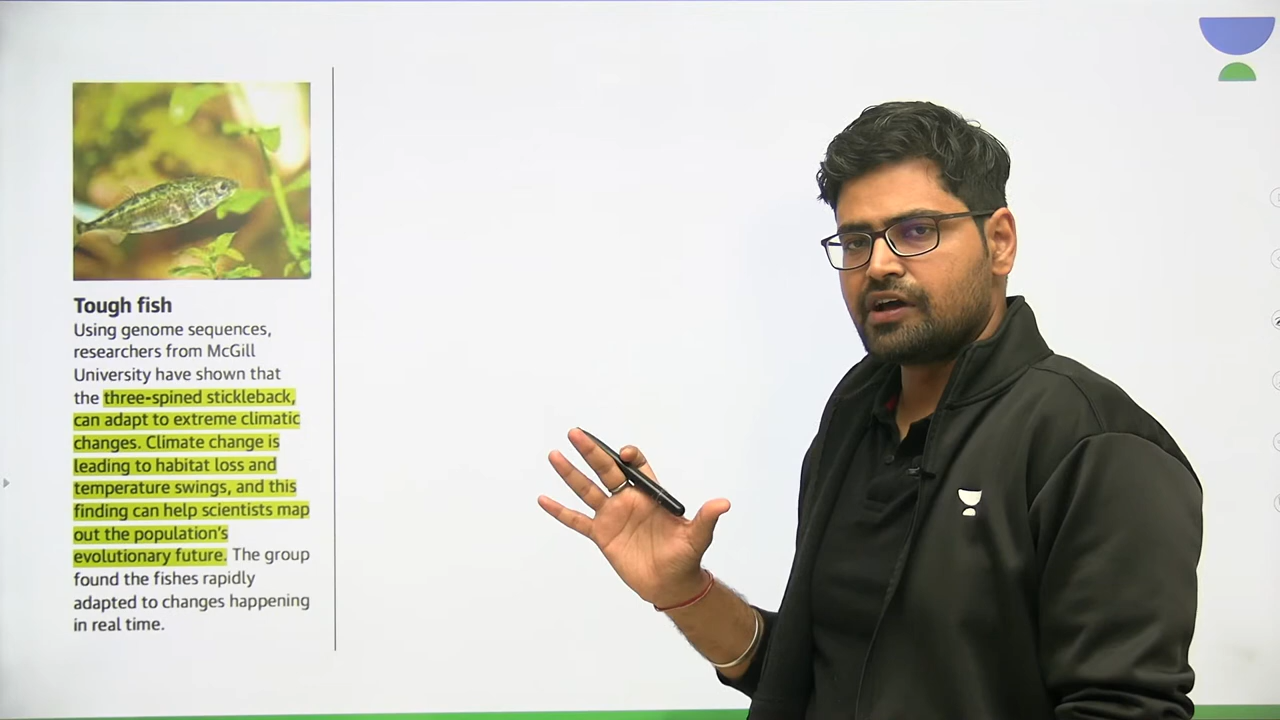 Tough fish
Using genome sequences,
researchers from McGill
University have shown that
the three-spined stickleback,
can adapt to extreme climatic
changes. Climate change is
leading to habitat loss and
temperature swings, and this
finding can help scientists map
out the population's
evolutionary future. The group
found the fishes rapidly
adapted to changes happening
in real time.